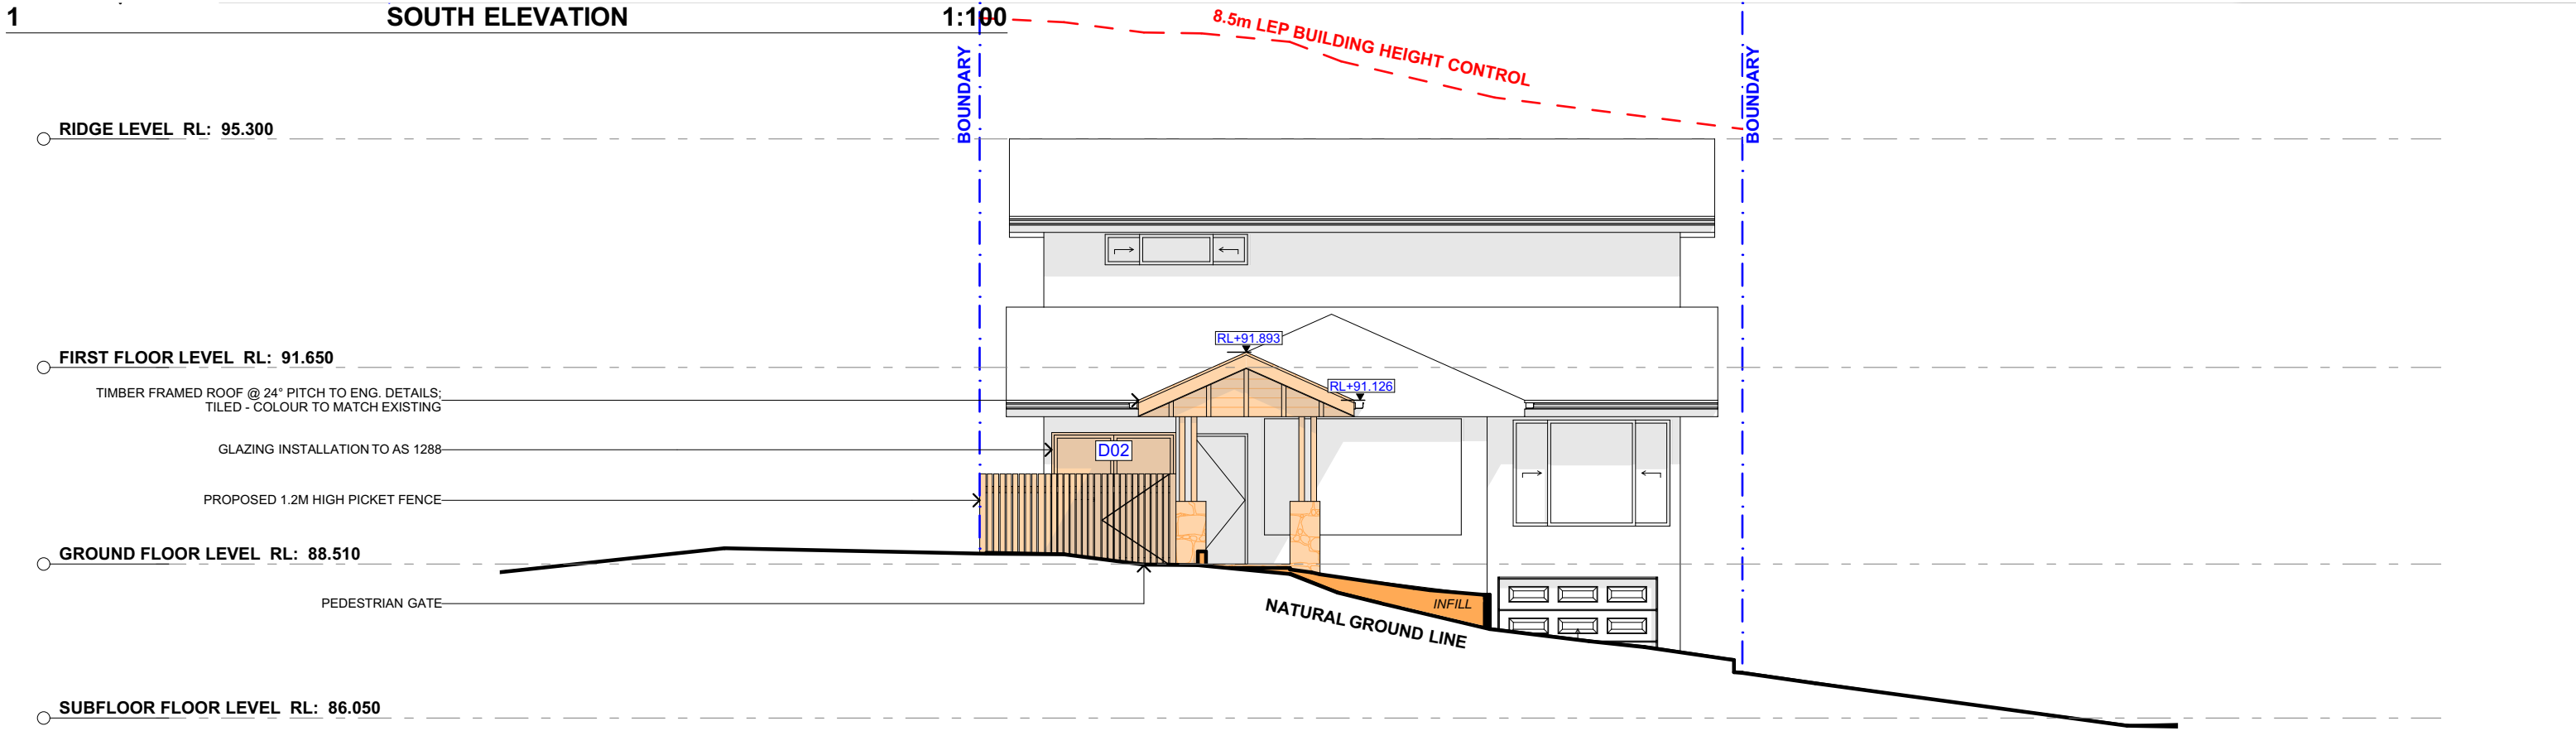 1 SOUTH ELEVATION 1:100
8.5m LEP BUILDING HEIGHT CONTROL
BOUNDARY
BOUNDARY
RIDGE LEVEL RL: 95.300
RL+91.893
FIRST FLOOR LEVEL RL: 91.650
RL+91.126
TIMBER FRAMED ROOF @ 24° PITCH TO ENG. DETAILS;
TILED - COLOUR TO MATCH EXISTING
GLAZING INSTALLATION TO AS 1288
D02
PROPOSED 1.2M HIGH PICKET FENCE
GROUND FLOOR LEVEL RL: 88.510
PEDESTRIAN GATE
INFILL
NATURAL GROUND LINE
SUBFLOOR FLOOR LEVEL RL: 86.050